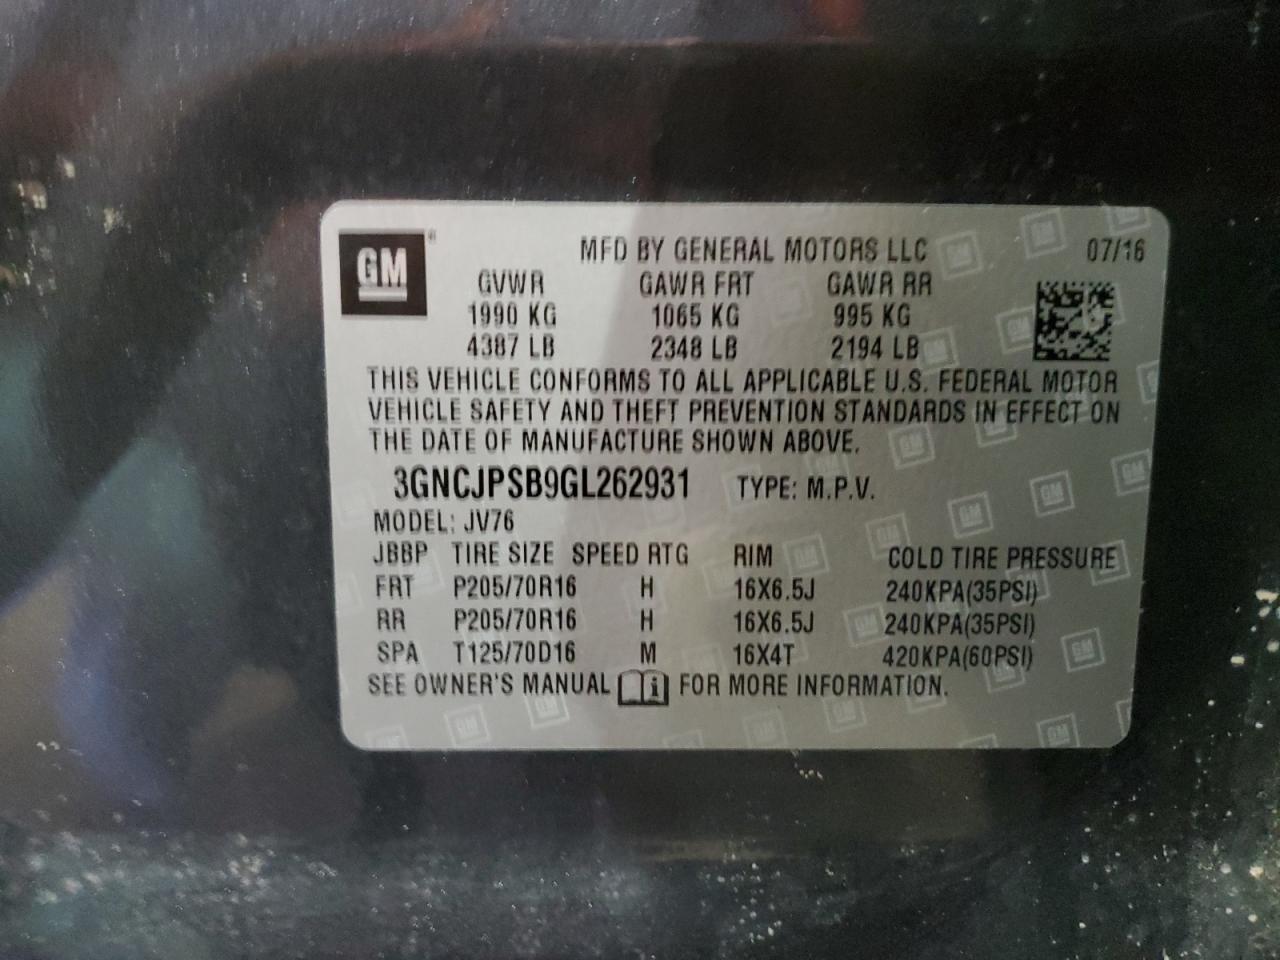 GM®
MFD BY GENERAL MOTORS LLC 07/16
GVWR GAWR FRT GAWR RR
1990 KG 1065 KG 995 KG
4387 LB 2348 LB 2194 LB
THIS VEHICLE CONFORMS TO ALL APPLICABLE U.S. FEDERAL MOTOR
VEHICLE SAFETY AND THEFT PREVENTION STANDARDS IN EFFECT ON
THE DATE OF MANUFACTURE SHOWN ABOVE.
3GNCJPSB9GL262931 TYPE: M.P.V.
MODEL: JV76
JBBP TIRE SIZE SPEED RTG RIM COLD TIRE PRESSURE
FRT P205/70R16 H 16X6.5J 240KPA(35PSI)
RR P205/70R16 H 16X6.5J 240KPA(35PSI)
SPA T125/70D16 M 16X4T 420KPA(60PSI)
SEE OWNER'S MANUAL i FOR MORE INFORMATION.